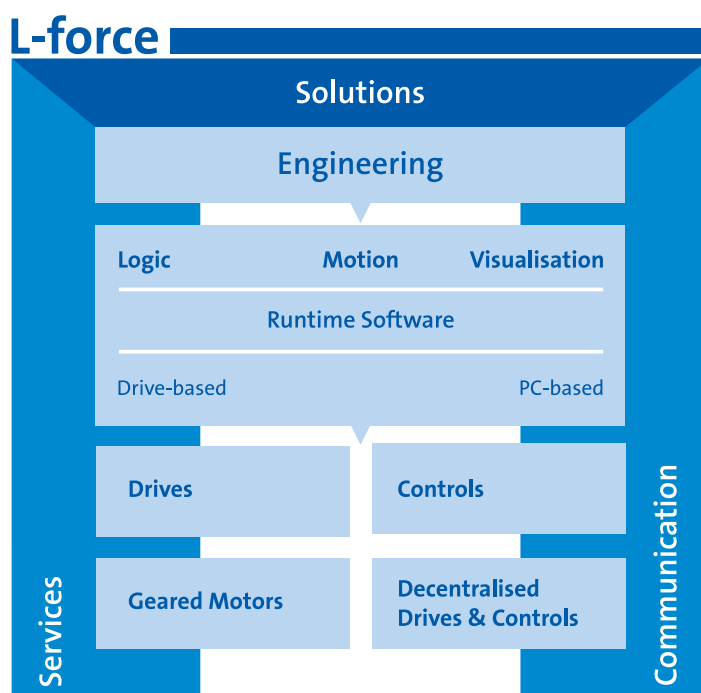 L-force
Solutions
Engineering
Logic Motion Visualisation
Runtime Software
Drive-based PC-based
Drives
Controls
Geared Motors
Decentralised
Drives & Controls
Services
Communication